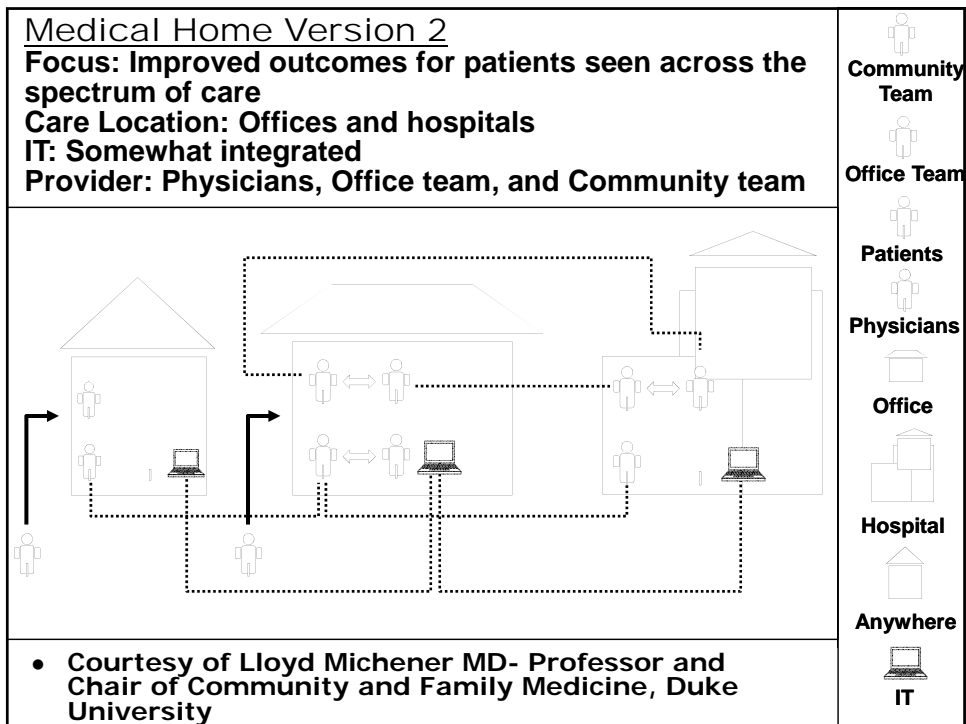 Medical Home Version 2
Focus: Improved outcomes for patients seen across the
spectrum of care
Care Location: Offices and hospitals
IT: Somewhat integrated
Provider: Physicians, Office team, and Community team
Community
Team
Office Team
Patients
Physicians
Office
Hospital
Anywhere
IT
• Courtesy of Lloyd Michener MD- Professor and
Chair of Community and Family Medicine, Duke
University